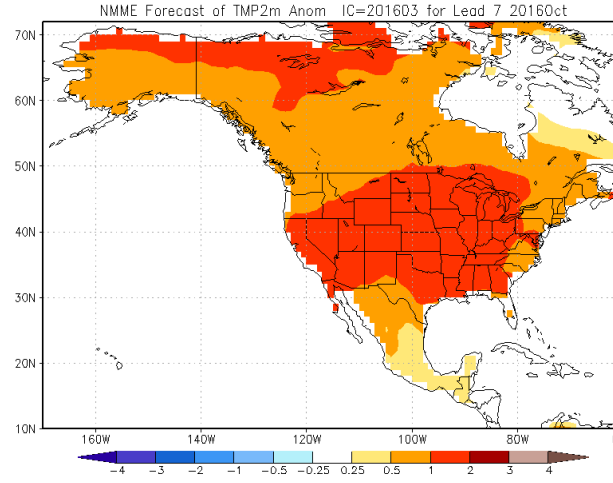 NMME Forecast of TMP2m Anom IC=201603 for Lead 7 2016Oct
70N
60N
50N
40N
30N
20N
10N
160W 140W 120W 100W 80W
-4 -3 -2 -1 -0.5 -0.25 0.25 0.5 1 2 3 4